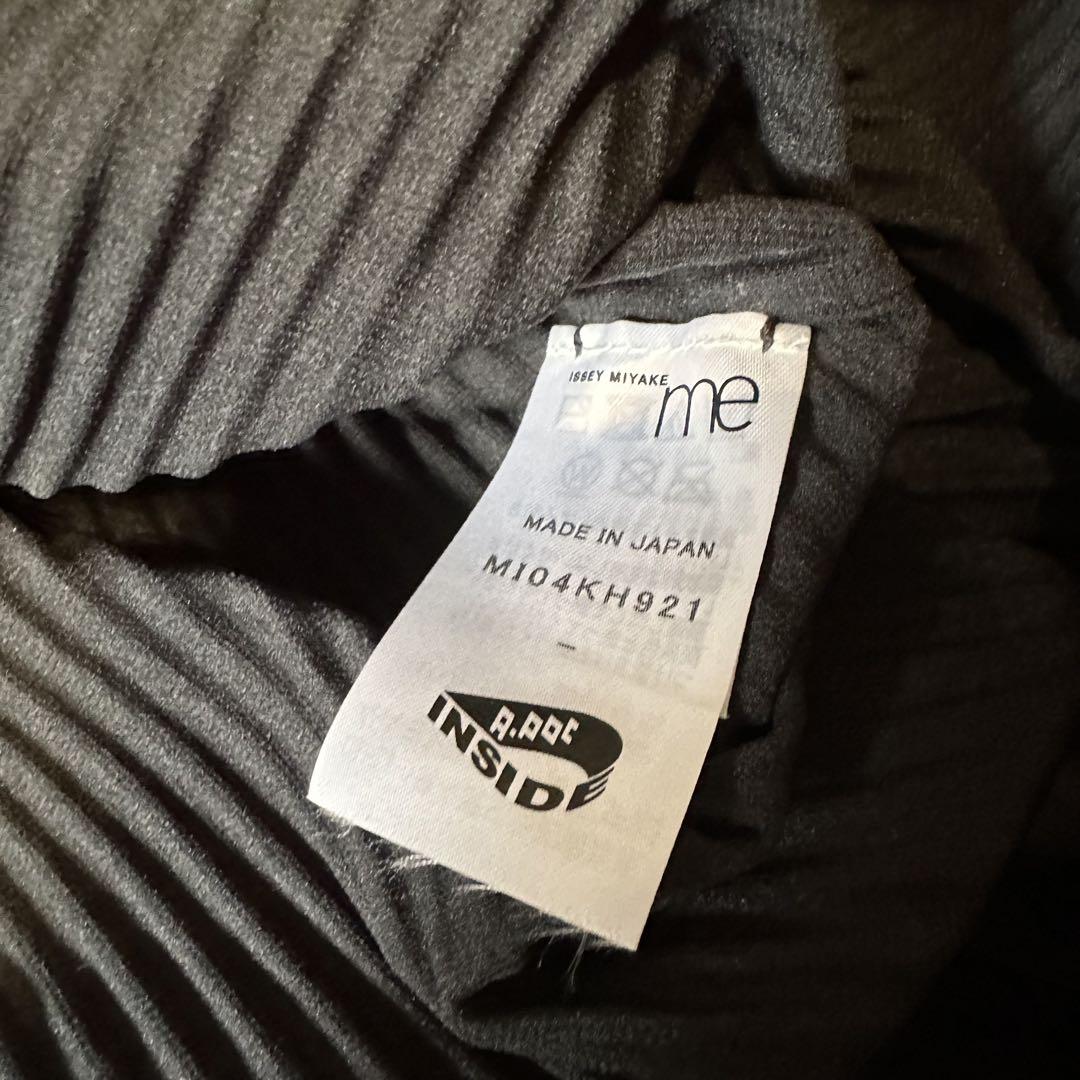 ISSEY MIYAKE me
MADE IN JAPAN
MI04KH921
–
A.POC
INSIDE